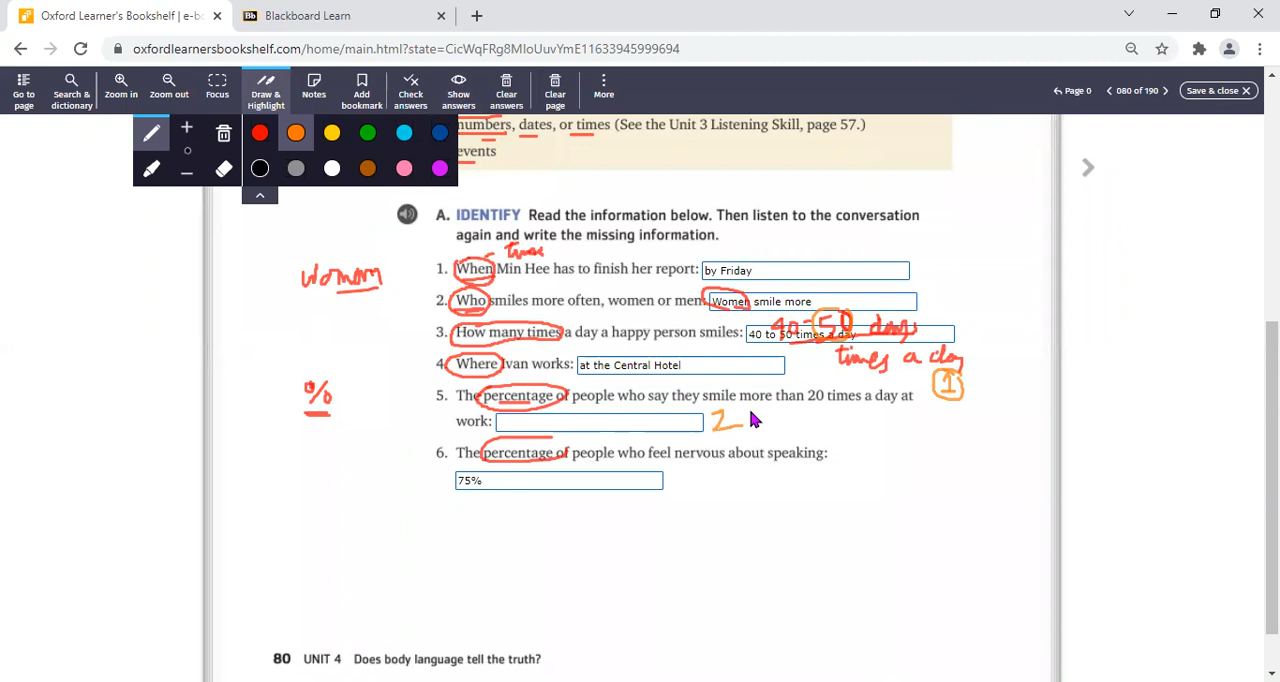 Oxford Learner's Bookshelf | e-b
Blackboard Learn
oxfordlearnersbookshelf.com/home/main.html?state=CicWqFRg8MIoUuvYmE11633945999694
Go to page
Search & dictionary
Zoom in
Zoom out
Focus
Draw & Highlight
Notes
Add bookmark
Check answers
Show answers
Clear answers
Clear page
More
Page 0
080 of 190
Save & close
numbers, dates, or times (See the Unit 3 Listening Skill, page 57.)
events
A. IDENTIFY Read the information below. Then listen to the conversation
again and write the missing information.
time
woman
1. When Min Hee has to finish her report: by Friday
2. Who smiles more often, women or men: Women smile more
40-50 days
3. How many times a day a happy person smiles: 40 to 50 times a day
times a day
4. Where Ivan works: at the Central Hotel
1
%
5. The percentage of people who say they smile more than 20 times a day at
work: 2
6. The percentage of people who feel nervous about speaking:
75%
80 UNIT 4 Does body language tell the truth?